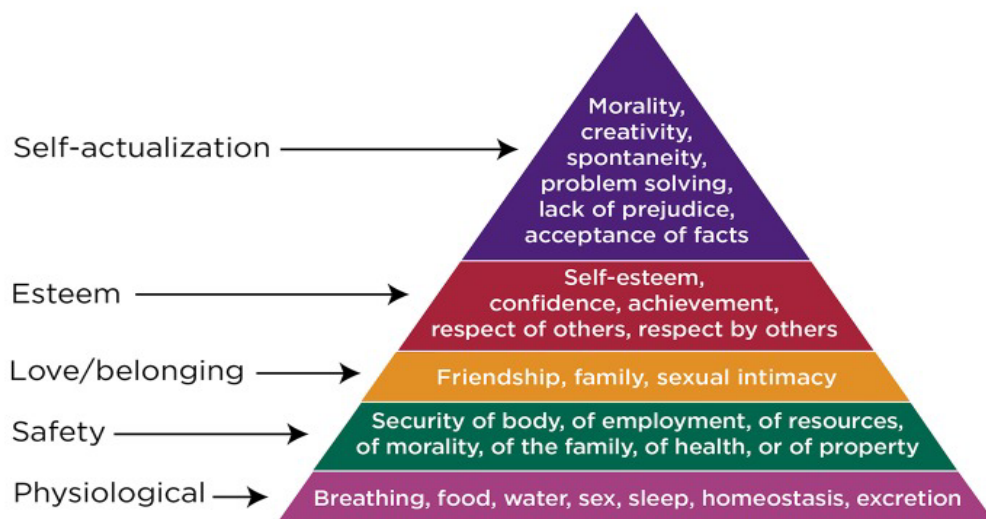 Self-actualization
Morality,
creativity,
spontaneity,
problem solving,
lack of prejudice,
acceptance of facts
Esteem
Self-esteem,
confidence, achievement,
respect of others, respect by others
Love/belonging
Friendship, family, sexual intimacy
Safety
Security of body, of employment, of resources,
of morality, of the family, of health, or of property
Physiological
Breathing, food, water, sex, sleep, homeostasis, excretion